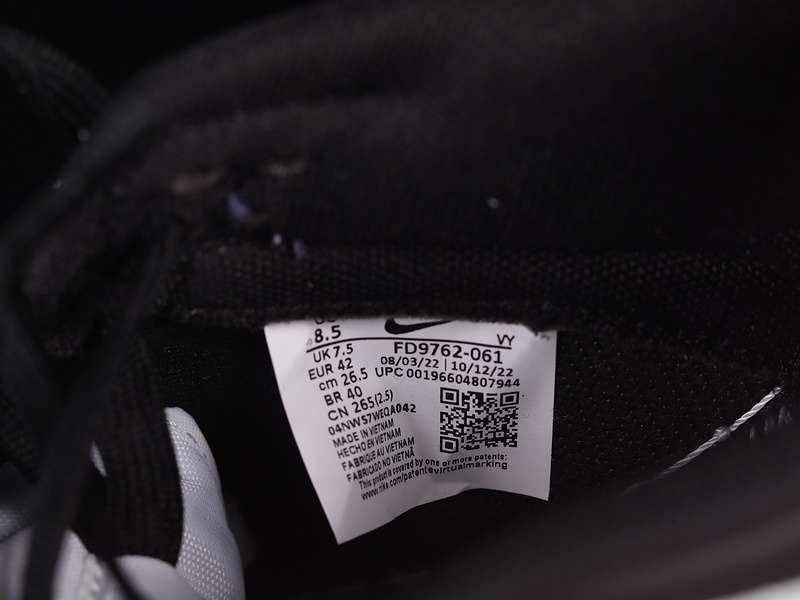 8.5
VY
UK 7.5
FD9762-061
EUR 42
08/03/22 | 10/12/22
cm 26.5
UPC 00196604807944
BR 40
CN 265(2.5)
04NWS7WEQA042
MADE IN VIETNAM
HECHO EN VIETNAM
FABRIQUE AU VIETNAM
FABRICADO NO VIETNÃ
This product is covered by one or more patents:
www.nike.com/patentsvirtualmarking